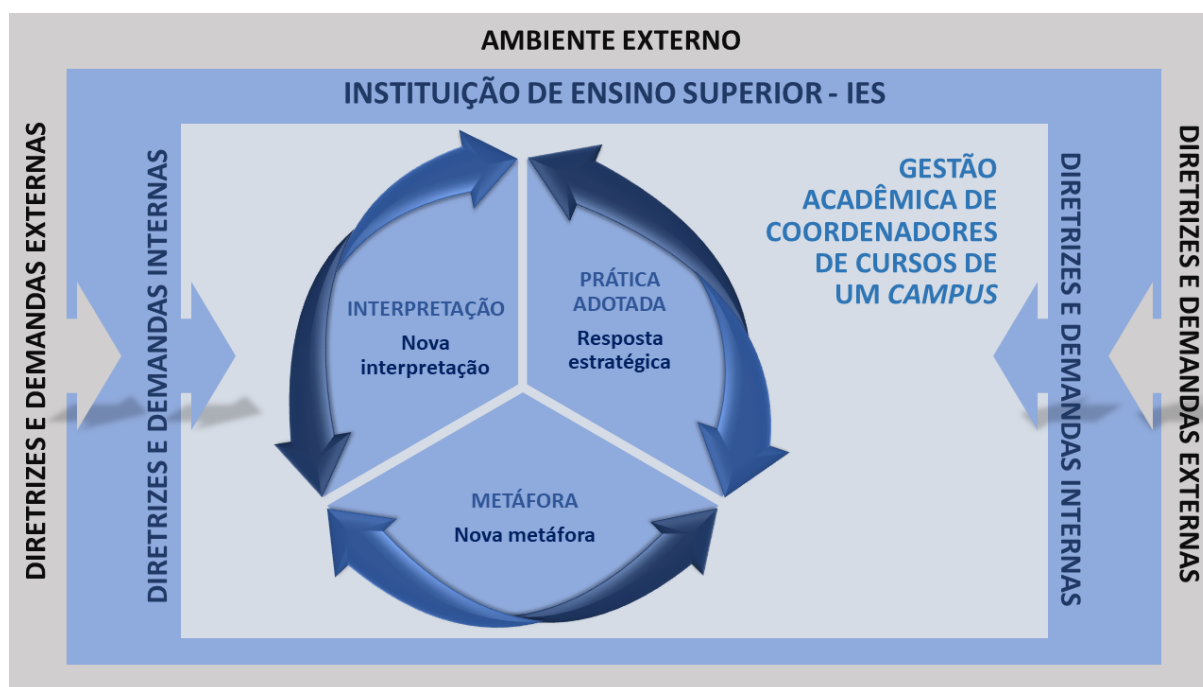 AMBIENTE EXTERNO
INSTITUIÇÃO DE ENSINO SUPERIOR - IES
DIRETRIZES E DEMANDAS EXTERNAS
DIRETRIZES E DEMANDAS INTERNAS
INTERPRETAÇÃO
Nova
interpretação
PRÁTICA
ADOTADA
Resposta
estratégica
METÁFORA
Nova metáfora
GESTÃO
ACADÊMICA DE
COORDENADORES
DE CURSOS DE
UM CAMPUS
DIRETRIZES E DEMANDAS INTERNAS
DIRETRIZES E DEMANDAS EXTERNAS